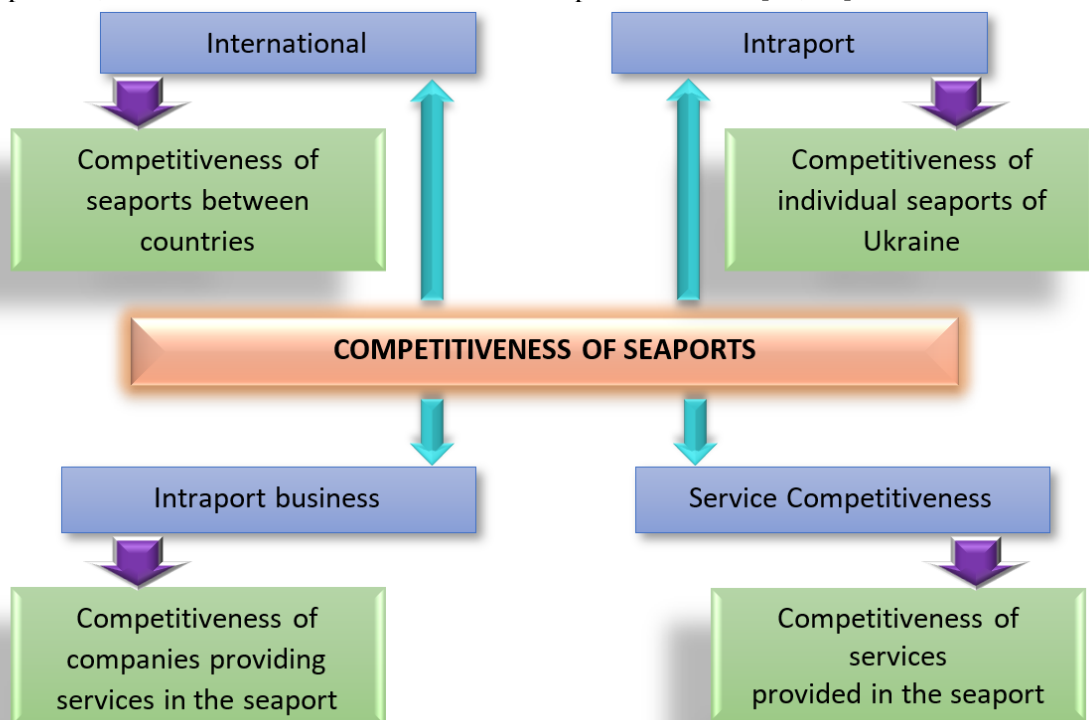 International
Intraport
Competitiveness of
seaports between
countries
Competitiveness of
individual seaports of
Ukraine
COMPETITIVENESS OF SEAPORTS
Intraport business
Service Competitiveness
Competitiveness of
companies providing
services in the seaport
Competitiveness of
services
provided in the seaport